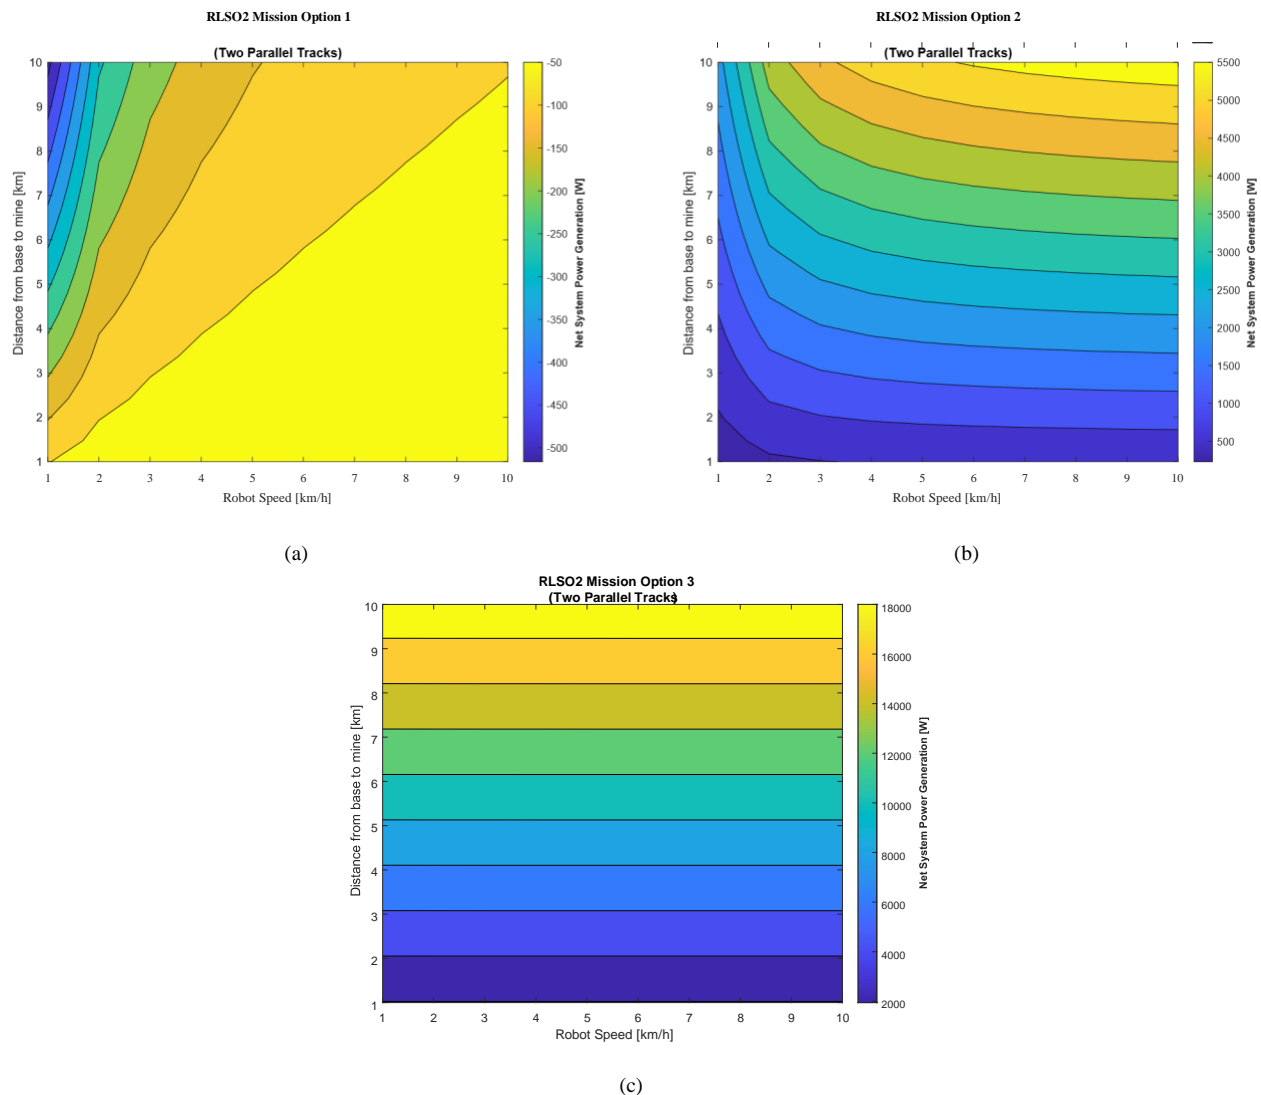 RLSO2 Mission Option 1
(Two Parallel Tracks)
10
9
8
7
6
5
4
3
2
1
Distance from base to mine [km]
1 2 3 4 5 6 7 8 9 10
Robot Speed [km/h]
-50
-100
-150
-200
-250
-300
-350
-400
-450
-500
Net System Power Generation [W]
(a)
RLSO2 Mission Option 2
(Two Parallel Tracks)
10
9
8
7
6
5
4
3
2
1
Distance from base to mine [km]
1 2 3 4 5 6 7 8 9 10
Robot Speed [km/h]
5500
5000
4500
4000
3500
3000
2500
2000
1500
1000
500
Net System Power Generation [W]
(b)
RLSO2 Mission Option 3
(Two Parallel Tracks)
10
9
8
7
6
5
4
3
2
1
Distance from base to mine [km]
1 2 3 4 5 6 7 8 9 10
Robot Speed [km/h]
18000
16000
14000
12000
10000
8000
6000
4000
2000
Net System Power Generation [W]
(c)